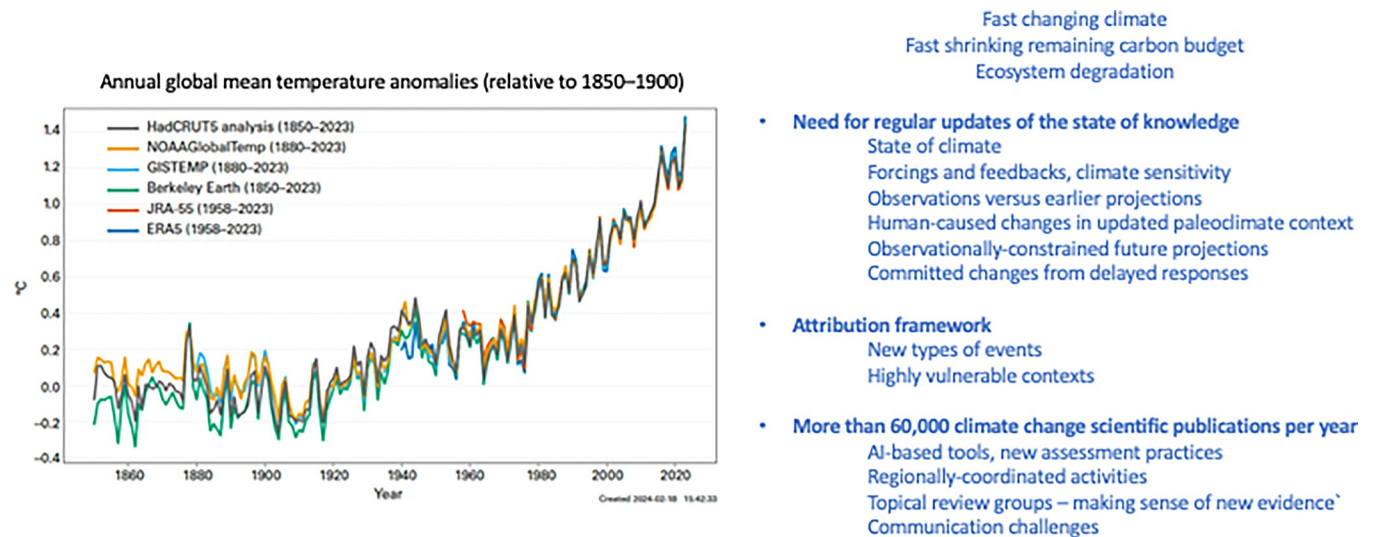 Annual global mean temperature anomalies (relative to 1850–1900)
HadCRUT5 analysis (1850–2023)
NOAAGlobalTemp (1880–2023)
GISTEMP (1880–2023)
Berkeley Earth (1850–2023)
JRA-55 (1958–2023)
ERA5 (1958–2023)
°C
1.4
1.2
1.0
0.8
0.6
0.4
0.2
0.0
−0.2
−0.4
1860 1880 1900 1920 1940 1960 1980 2000 2020
Year
Created 2024-02-18 15:42:33
Fast changing climate
Fast shrinking remaining carbon budget
Ecosystem degradation
• Need for regular updates of the state of knowledge
State of climate
Forcings and feedbacks, climate sensitivity
Observations versus earlier projections
Human-caused changes in updated paleoclimate context
Observationally-constrained future projections
Committed changes from delayed responses
• Attribution framework
New types of events
Highly vulnerable contexts
• More than 60,000 climate change scientific publications per year
AI-based tools, new assessment practices
Regionally-coordinated activities
Topical review groups – making sense of new evidence`
Communication challenges